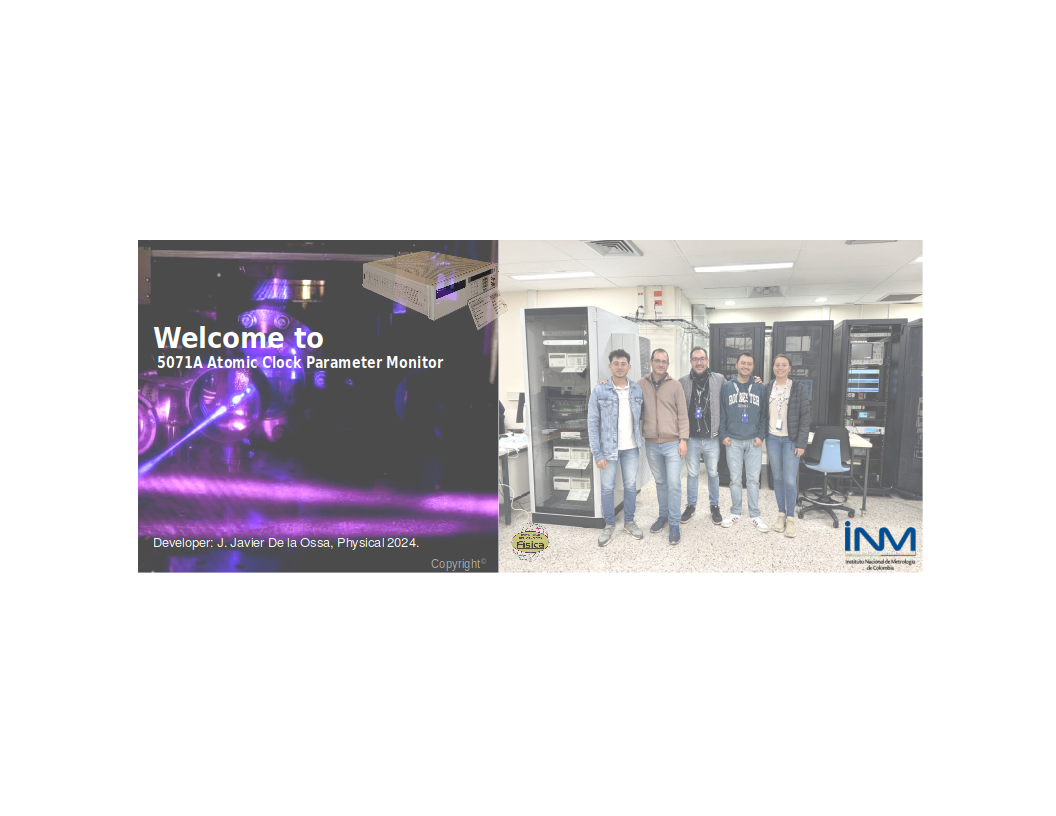 Welcome to
5071A Atomic Clock Parameter Monitor
Developer: J. Javier De la Ossa, Physical 2024.
Copyright©
ROCHESTER
Física
INM
Instituto Nacional de Metrología
de Colombia